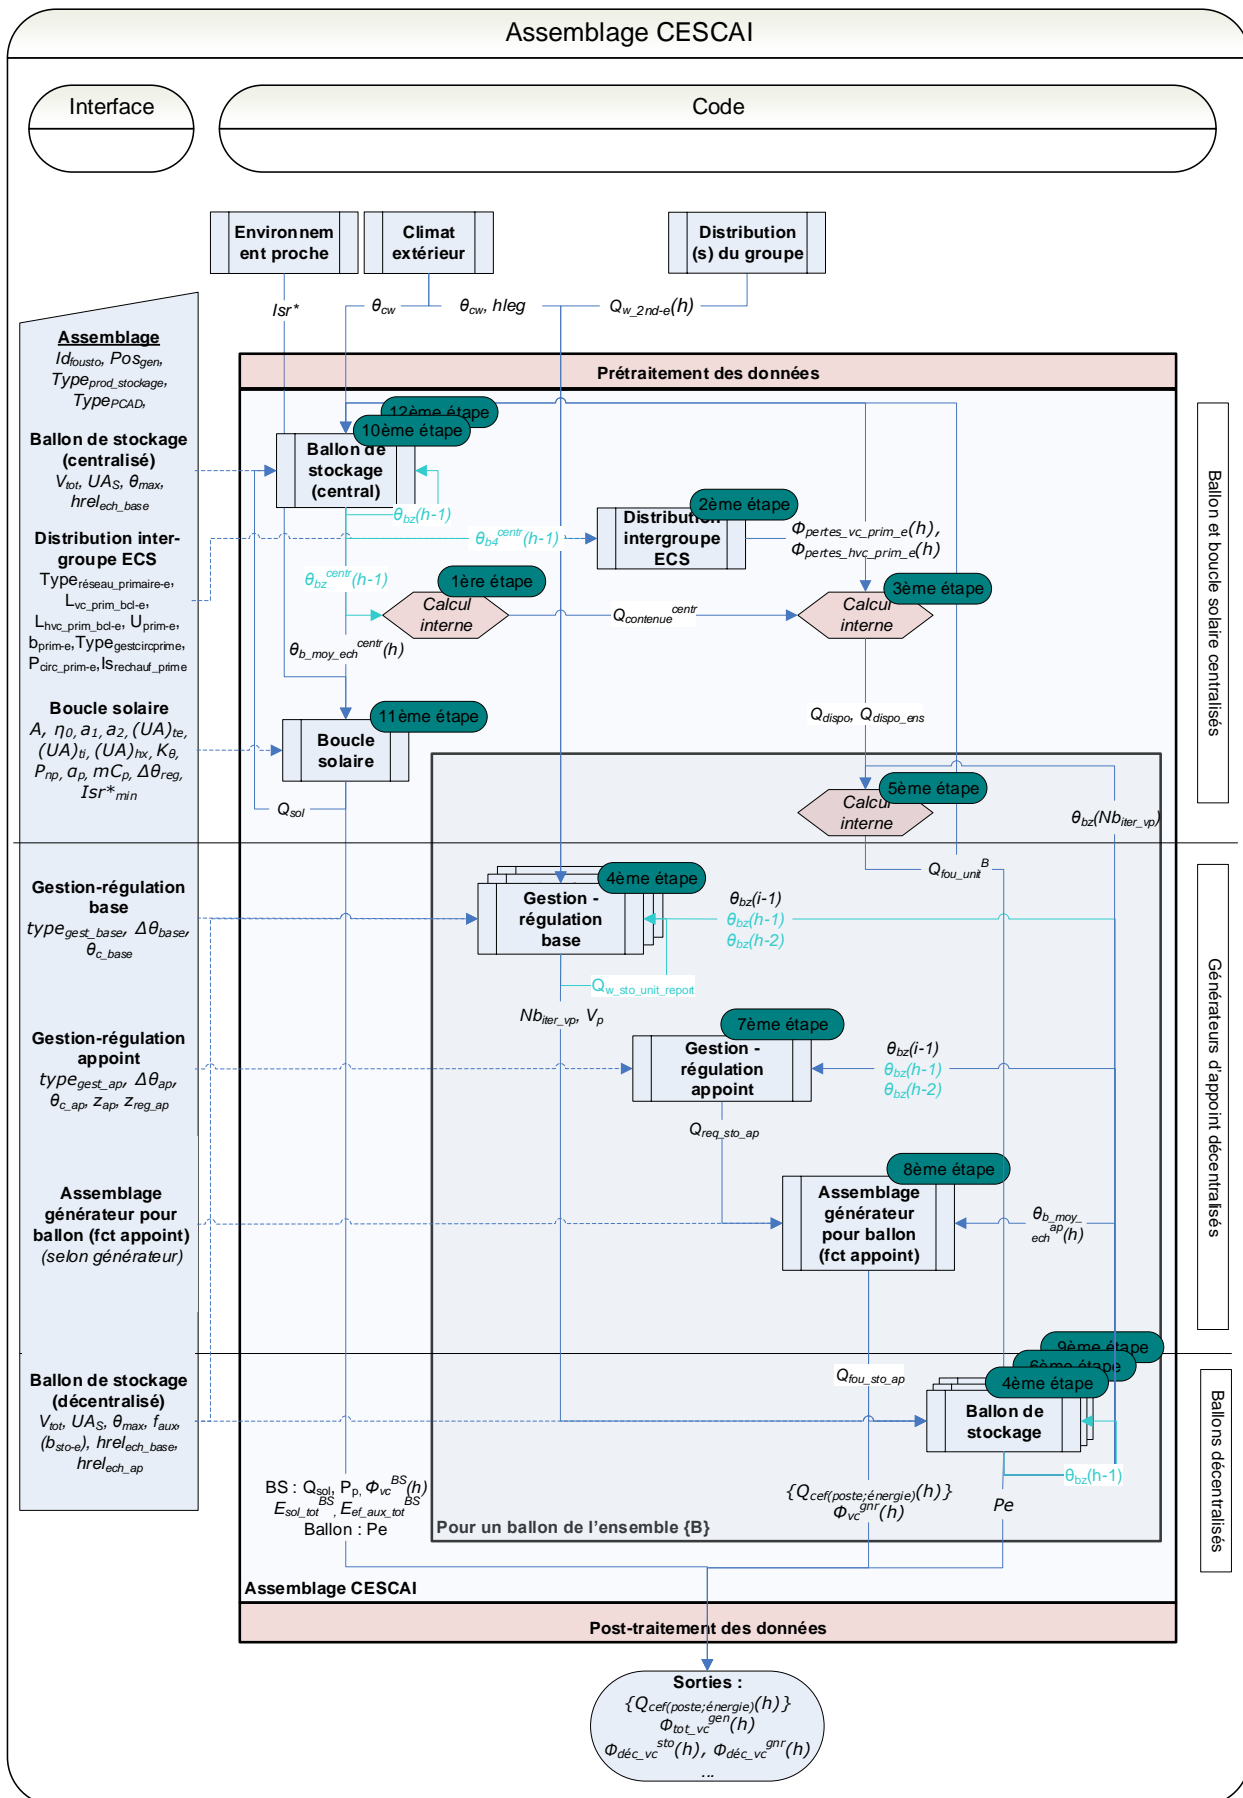 Assemblage CESCAI
Interface
Code
Environnem
ent proche
Climat
extérieur
Distribution
(s) du groupe
Isr*
θcw
θcw, hleg
Qw_2nd-e(h)
Assemblage
Idfousto, Posgen,
Typeprod_stockage,
TypePCAD,
Ballon de stockage
(centralisé)
Vtot, UAS, θmax,
hrelech_base
Distribution inter-
groupe ECS
Typeréseau_primaire-e,
Lvc_prim_bcl-e,
Lhvc_prim_bcl-e, Uprim-e,
bprim-e,Typegestcircprime,
Pcirc_prim-e,Isrechauf_prime
Boucle solaire
A, η0, a1, a2, (UA)te,
(UA)ti, (UA)hx, Kθ,
Pnp, ap, mCp, Δθreg,
Isr*min
Gestion-régulation
base
typegest_base, Δθbase,
θc_base
Gestion-régulation
appoint
typegest_ap, Δθap,
θc_ap, zap, zreg_ap
Assemblage
générateur pour
ballon (fct appoint)
(selon générateur)
Ballon de stockage
(décentralisé)
Vtot, UAS, θmax, faux,
(bsto-e), hrelech_base,
hrelech_ap
Prétraitement des données
12ème étape
10ème étape
Ballon de
stockage
(central)
θbz(h-1)
θb4centr(h-1)
2ème étape
Distribution
intergroupe
ECS
Φpertes_vc_prim_e(h),
Φpertes_hvc_prim_e(h)
θbzcentr(h-1)
1ère étape
Calcul
interne
Qcontenuecentr
3ème étape
Calcul
interne
θb_moy_echcentr(h)
Qdispo, Qdispo_ens
11ème étape
Boucle
solaire
Qsol
5ème étape
Calcul
interne
θbz(Nbiter_vp)
Qfou_unitB
4ème étape
Gestion -
régulation
base
θbz(i-1)
θbz(h-1)
θbz(h-2)
Qw_sto_unit_report
Nbiter_vp, Vp
7ème étape
Gestion -
régulation
appoint
θbz(i-1)
θbz(h-1)
θbz(h-2)
Qreq_sto_ap
8ème étape
Assemblage
générateur
pour ballon
(fct appoint)
θb_moy_
echap(h)
9ème étape
6ème étape
4ème étape
Qfou_sto_ap
Ballon de
stockage
θbz(h-1)
BS : Qsol, Pp, ΦvcBS(h)
Esol_totBS, Eef_aux_totBS
Ballon : Pe
{Qcef(poste;énergie)(h)}
Φvcgnr(h)
Pe
Pour un ballon de l'ensemble {B}
Assemblage CESCAI
Post-traitement des données
Sorties :
{Qcef(poste;énergie)(h)}
Φtot_vcgen(h)
Φdéc_vcsto(h), Φdéc_vcgnr(h)
...
Ballon et boucle solaire centralisés
Générateurs d'appoint décentralisés
Ballons décentralisés